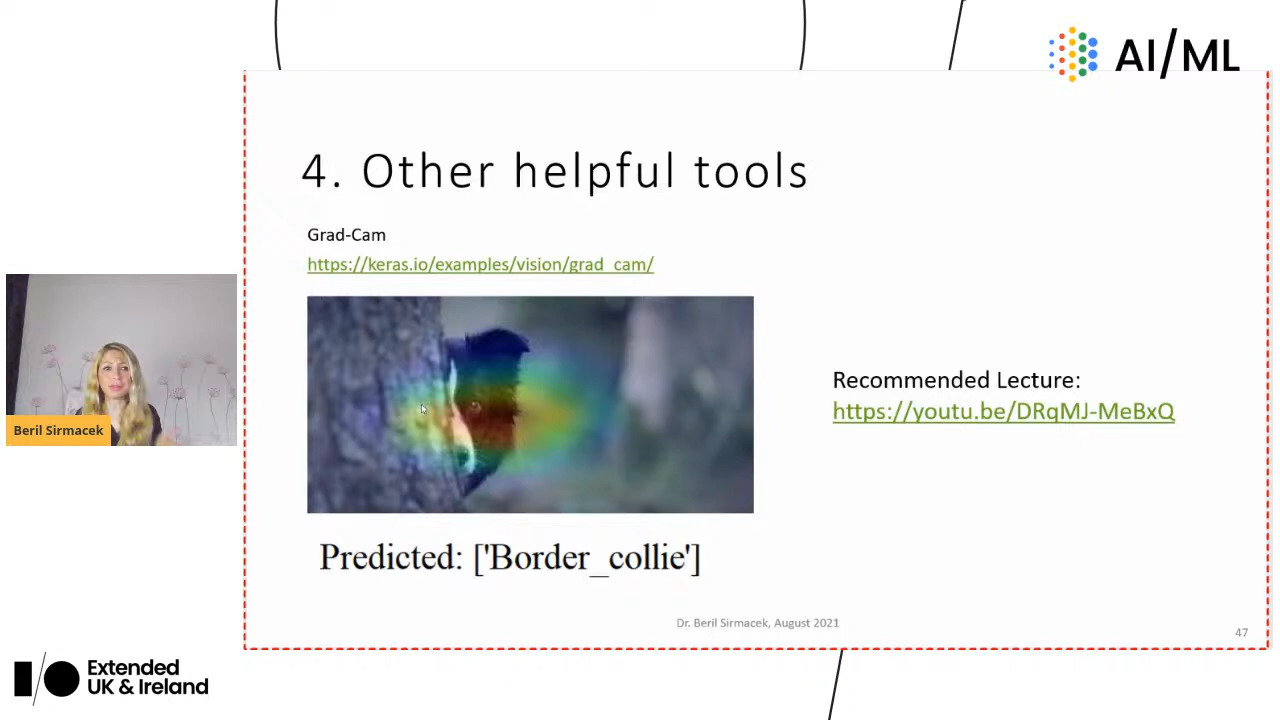 AI/ML
4. Other helpful tools
Grad-Cam
https://keras.io/examples/vision/grad_cam/
Recommended Lecture:
https://youtu.be/DRqMJ-MeBxQ
Beril Sirmacek
Predicted: ['Border_collie']
Dr. Beril Sirmacek, August 2021
47
I/O Extended
UK & Ireland